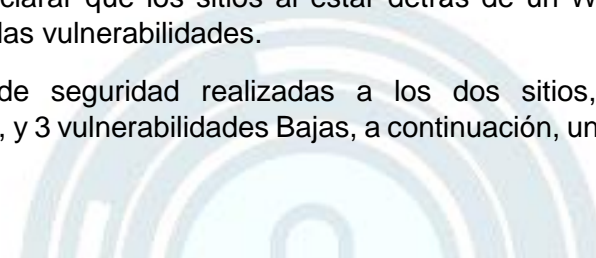 clarar que los sitios al estar detrás de un W
las vulnerabilidades.
de seguridad realizadas a los dos sitios,
, y 3 vulnerabilidades Bajas, a continuación, un